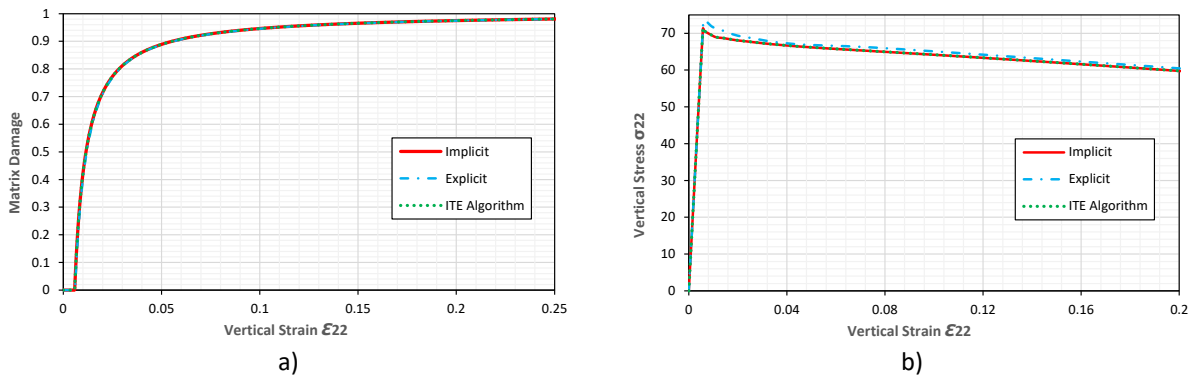 1
0.9
0.8
0.7
0.6
0.5
0.4
0.3
0.2
0.1
0
Matrix Damage
Implicit
Explicit
ITE Algorithm
0 0.05 0.1 0.15 0.2 0.25
Vertical Strain ε22
a)
70
60
50
40
30
20
10
0
Vertical Stress σ22
Implicit
Explicit
ITE Algorithm
0 0.04 0.08 0.12 0.16 0.2
Vertical Strain ε22
b)